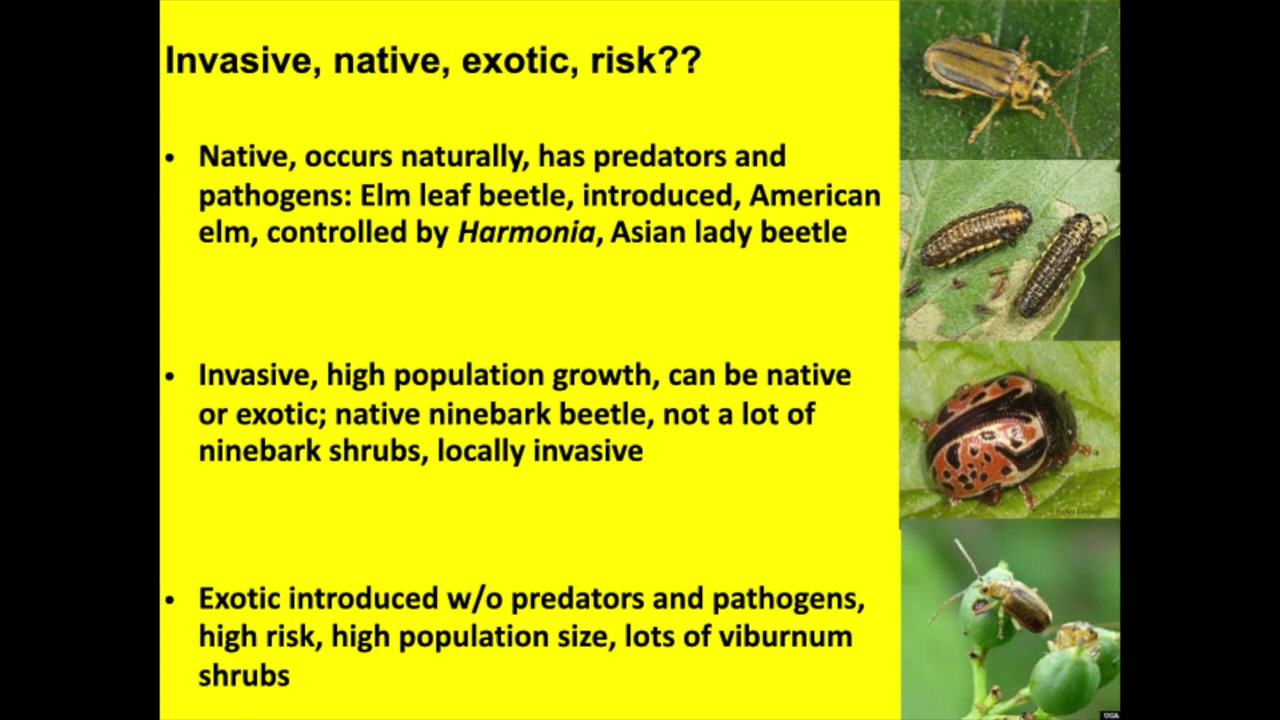 Invasive, native, exotic, risk??
• Native, occurs naturally, has predators and
pathogens: Elm leaf beetle, introduced, American
elm, controlled by Harmonia, Asian lady beetle
• Invasive, high population growth, can be native
or exotic; native ninebark beetle, not a lot of
ninebark shrubs, locally invasive
• Exotic introduced w/o predators and pathogens,
high risk, high population size, lots of viburnum
shrubs